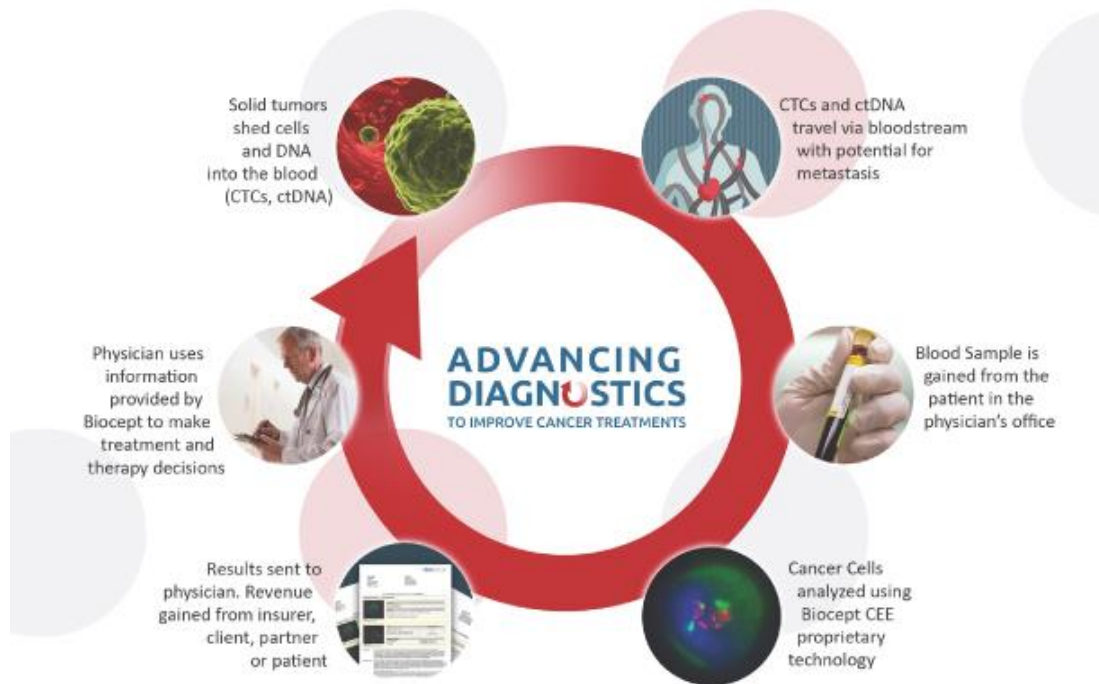 Solid tumors
shed cells
and DNA
into the blood
(CTCs, ctDNA)
CTCs and ctDNA
travel via bloodstream
with potential for
metastasis
Blood Sample is
gained from the
patient in the
physician's office
Cancer Cells
analyzed using
Biocept CEE
proprietary
technology
Results sent to
physician. Revenue
gained from insurer,
client, partner
or patient
Physician uses
information
provided by
Biocept to make
treatment and
therapy decisions
ADVANCING
DIAGNOSTICS
TO IMPROVE CANCER TREATMENTS